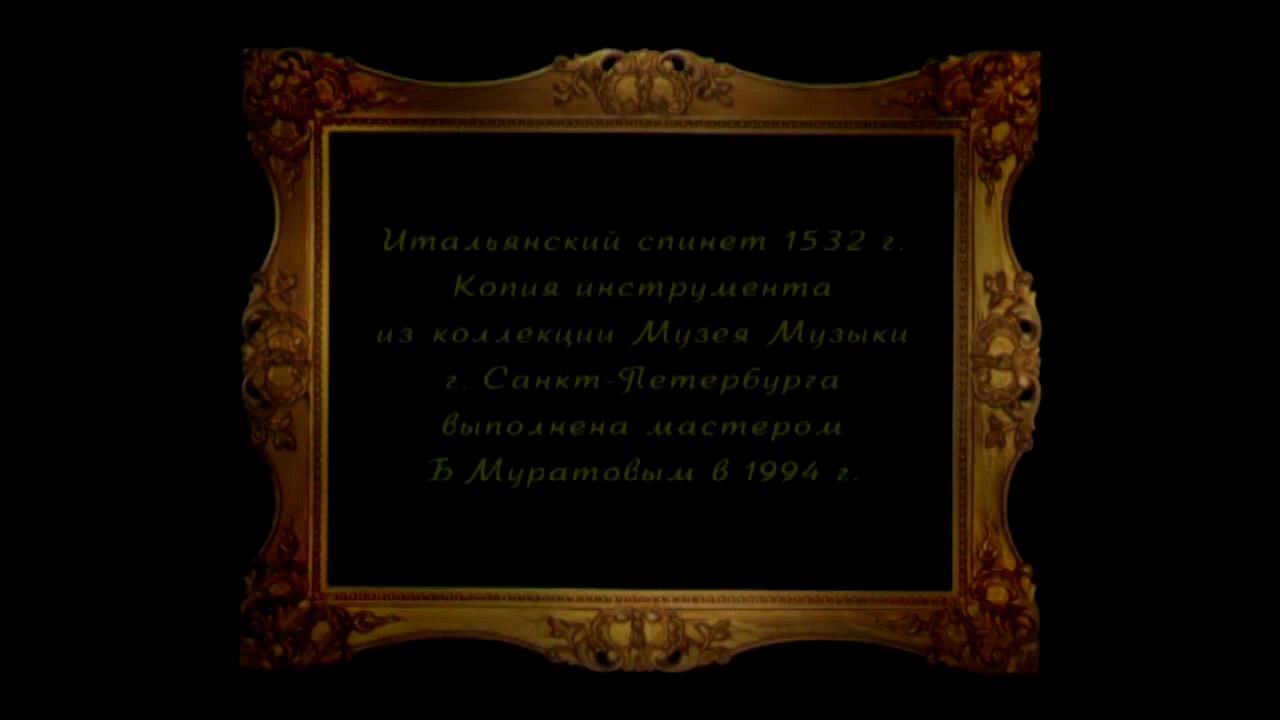 Итальянский спинет 1532 г.
Копия инструмента
из коллекции Музея Музыки
г. Санкт-Петербурга
выполнена мастером
Б Муратовым в 1994 г.